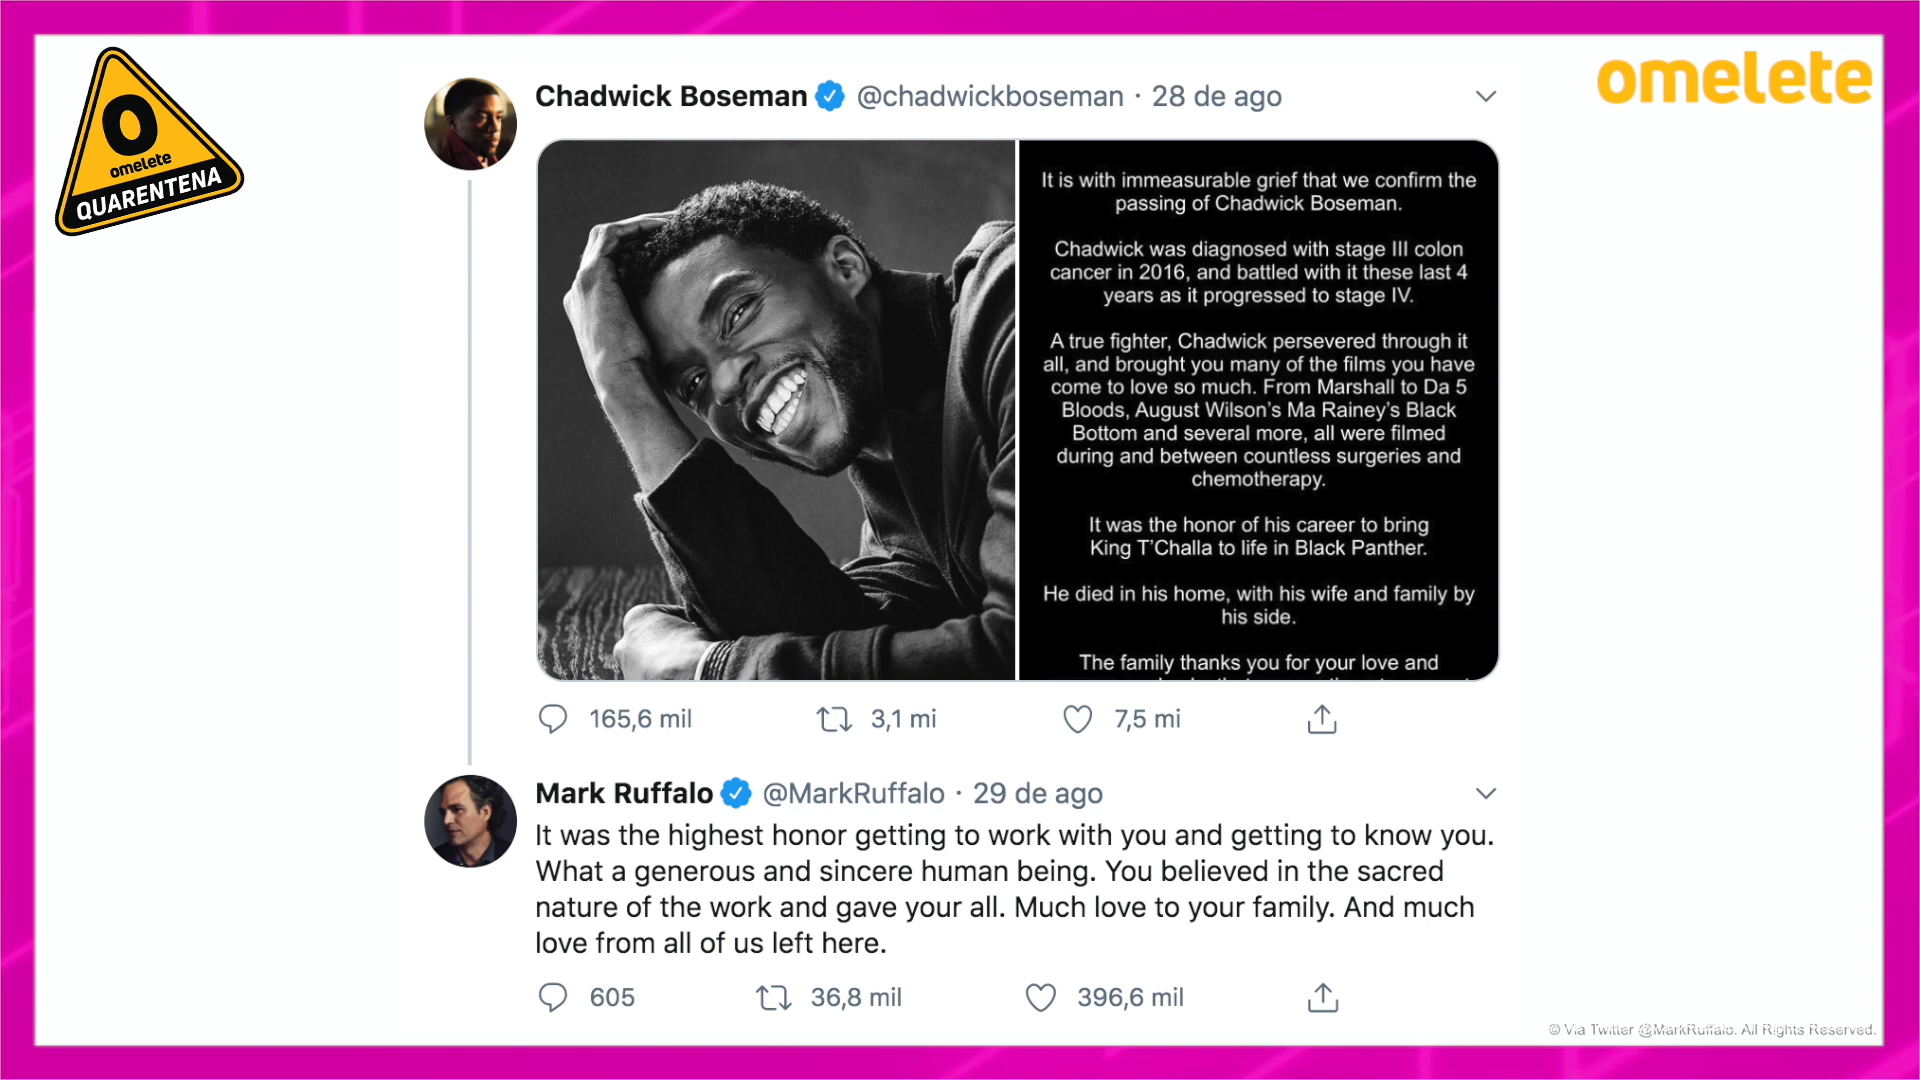 omelete
QUARENTENA
omelete
Chadwick Boseman @chadwickboseman · 28 de ago
It is with immeasurable grief that we confirm the
passing of Chadwick Boseman.
Chadwick was diagnosed with stage III colon
cancer in 2016, and battled with it these last 4
years as it progressed to stage IV.
A true fighter, Chadwick persevered through it
all, and brought you many of the films you have
come to love so much. From Marshall to Da 5
Bloods, August Wilson's Ma Rainey's Black
Bottom and several more, all were filmed
during and between countless surgeries and
chemotherapy.
It was the honor of his career to bring
King T'Challa to life in Black Panther.
He died in his home, with his wife and family by
his side.
The family thanks you for your love and
165,6 mil 3,1 mi 7,5 mi
Mark Ruffalo @MarkRuffalo · 29 de ago
It was the highest honor getting to work with you and getting to know you.
What a generous and sincere human being. You believed in the sacred
nature of the work and gave your all. Much love to your family. And much
love from all of us left here.
605 36,8 mil 396,6 mil
© Via Twitter @MarkRuffalo. All Rights Reserved.